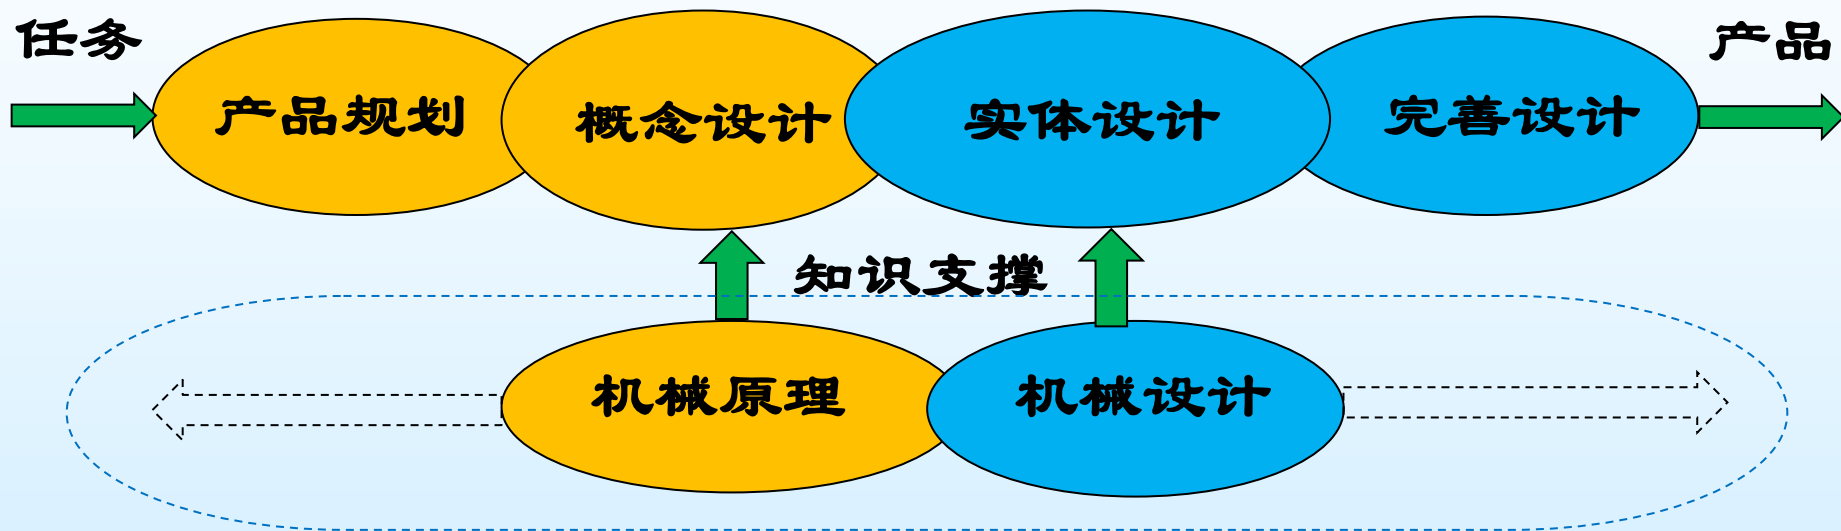 任务
产品
产品规划
概念设计
实体设计
完善设计
知识支撑
机械原理
机械设计